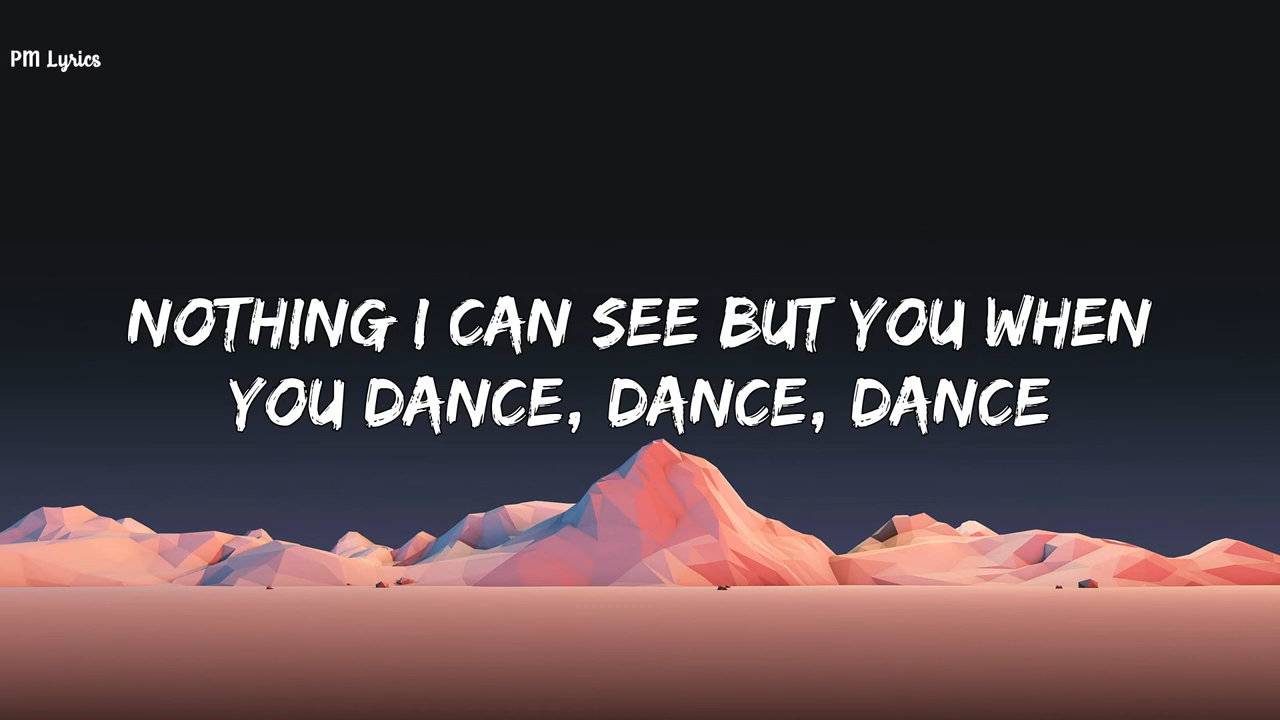 PM Lyrics
NOTHING I CAN SEE BUT YOU WHEN
YOU DANCE, DANCE, DANCE